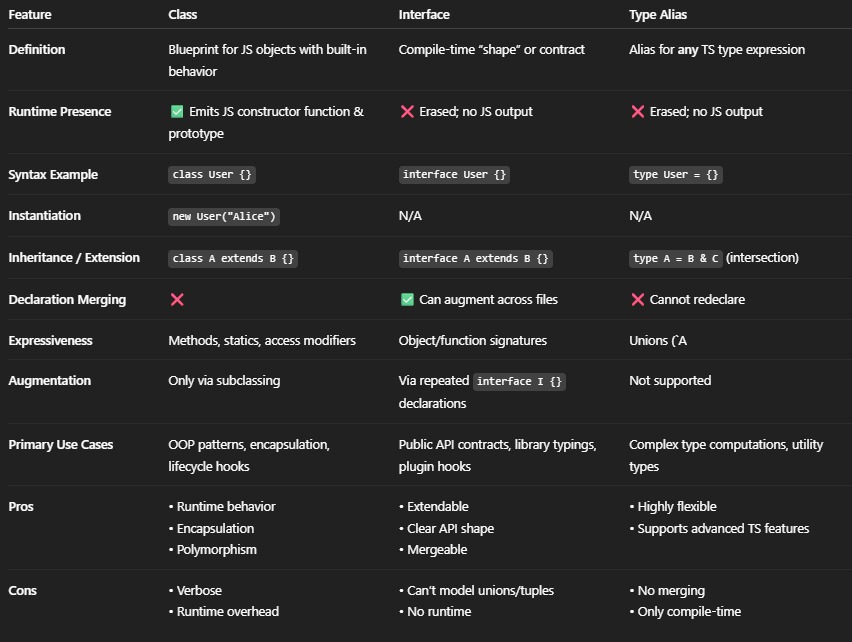 Feature Class Interface Type Alias
Definition Blueprint for JS objects with built-in Compile-time “shape” or contract Alias for any TS type expression
behavior
Runtime Presence ✅ Emits JS constructor function & ❌ Erased; no JS output ❌ Erased; no JS output
prototype
Syntax Example class User {} interface User {} type User = {}
Instantiation new User("Alice") N/A N/A
Inheritance / Extension class A extends B {} interface A extends B {} type A = B & C (intersection)
Declaration Merging ❌ ✅ Can augment across files ❌ Cannot redeclare
Expressiveness Methods, statics, access modifiers Object/function signatures Unions (`A
Augmentation Only via subclassing Via repeated interface I {} Not supported
declarations
Primary Use Cases OOP patterns, encapsulation, Public API contracts, library typings, Complex type computations, utility
lifecycle hooks plugin hooks types
Pros • Runtime behavior • Extendable • Highly flexible
• Encapsulation • Clear API shape • Supports advanced TS features
• Polymorphism • Mergeable
Cons • Verbose • Can’t model unions/tuples • No merging
• Runtime overhead • No runtime • Only compile-time